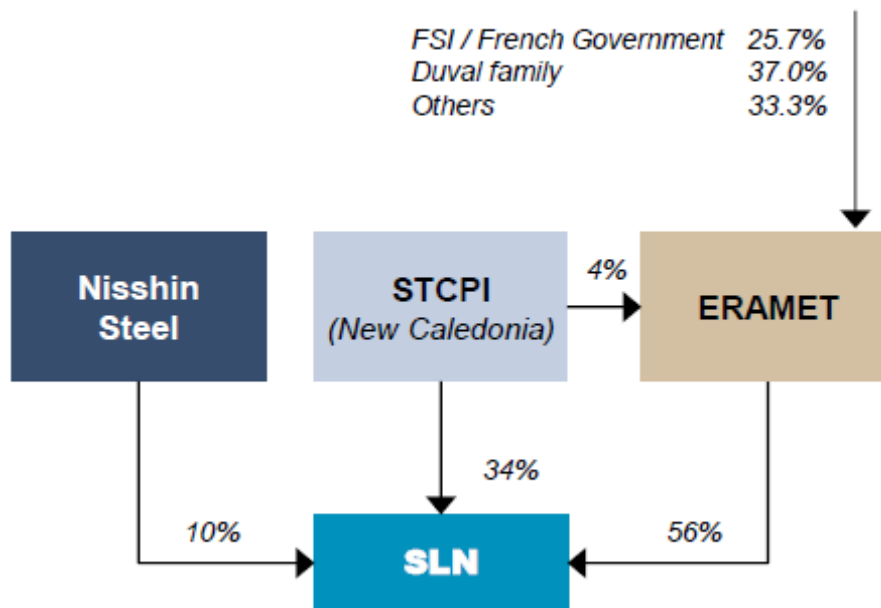 FSI / French Government 25.7%
Duval family 37.0%
Others 33.3%
Nisshin
Steel
STCPI
(New Caledonia)
4%
ERAMET
34%
10%
SLN
56%